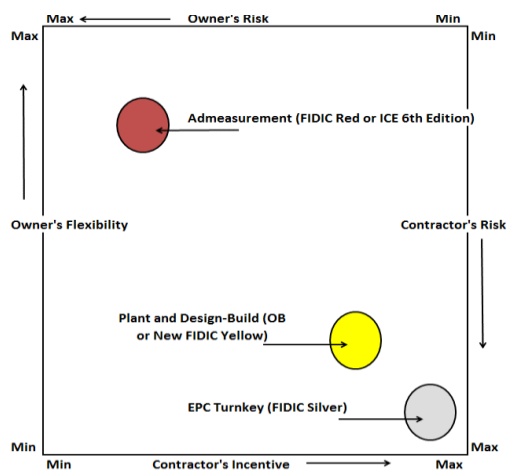 Max Owner's Risk Min
Max Min
Admeasurement (FIDIC Red or ICE 6th Edition)
Owner's Flexibility Contractor's Risk
Plant and Design-Build (OB
or New FIDIC Yellow)
EPC Turnkey (FIDIC Silver)
Min Max
Min Contractor's Incentive Max